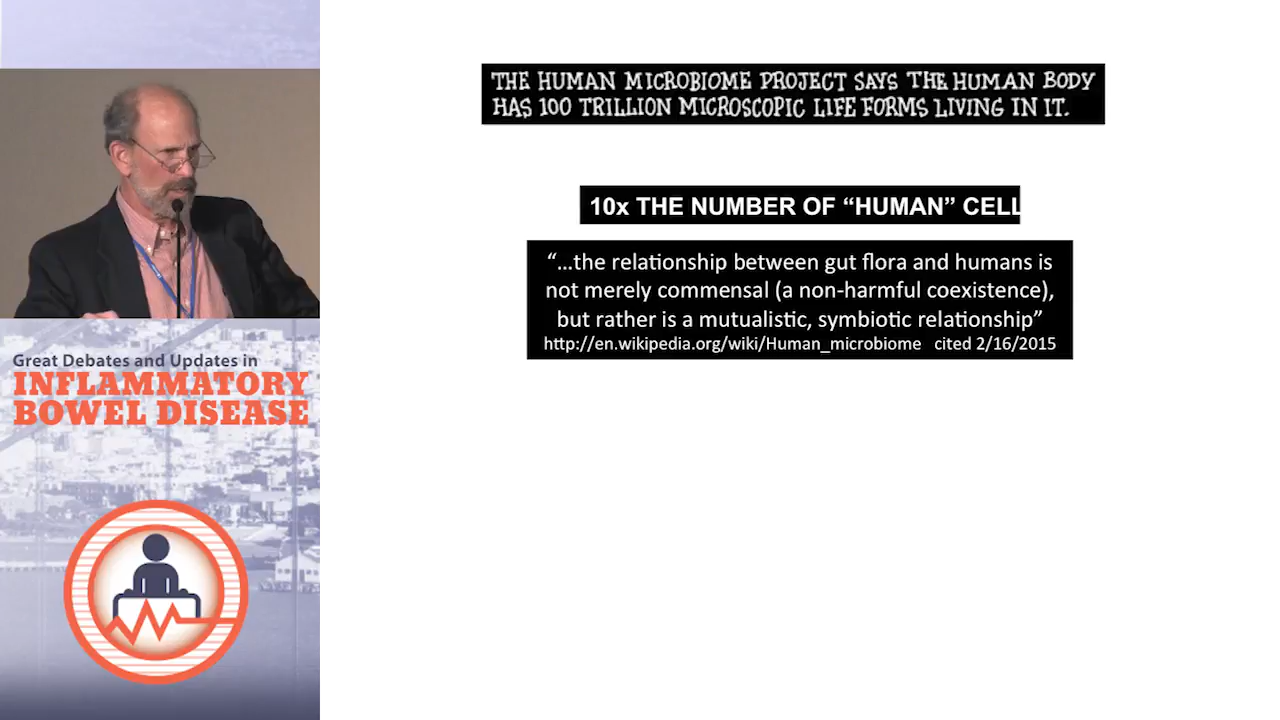 THE HUMAN MICROBIOME PROJECT SAYS THE HUMAN BODY
HAS 100 TRILLION MICROSCOPIC LIFE FORMS LIVING IN IT.
10x THE NUMBER OF “HUMAN” CELL
“...the relationship between gut flora and humans is
not merely commensal (a non-harmful coexistence),
but rather is a mutualistic, symbiotic relationship”
http://en.wikipedia.org/wiki/Human_microbiome cited 2/16/2015
Great Debates and Updates in
INFLAMMATORY
BOWEL DISEASE